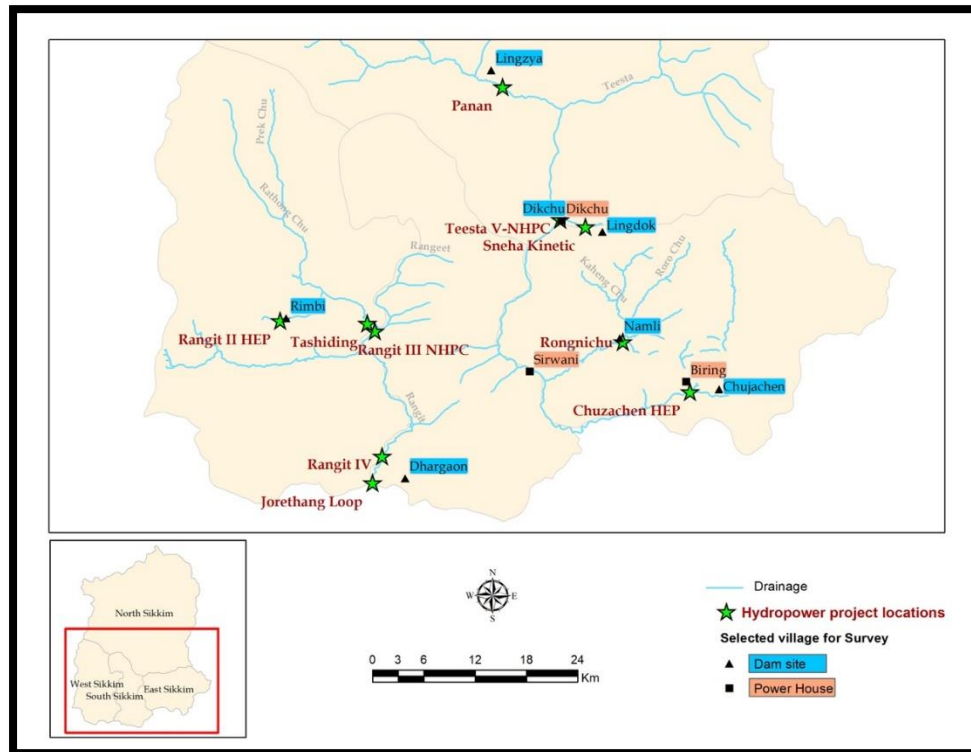 Lingzya
Panan
Teesta
Prek Chu
Rathong Chu
Dikchu Dikchu
Teesta V-NHPC
Lingdok
Sneha Kinetic
Rangeet
Kaheng Chu
Roro Chu
Rimbi
Rangit II HEP
Tashiding
Rangit III NHPC
Namli
Rongnichu
Sirwani
Biring
Chujachen
Chuzachen HEP
Rangit
Rangit IV
Dhargaon
Jorethang Loop
North Sikkim
West Sikkim
South Sikkim
East Sikkim
N
W E
S
0 3 6 12 18 24
Km
Drainage
Hydropower project locations
Selected village for Survey
Dam site
Power House